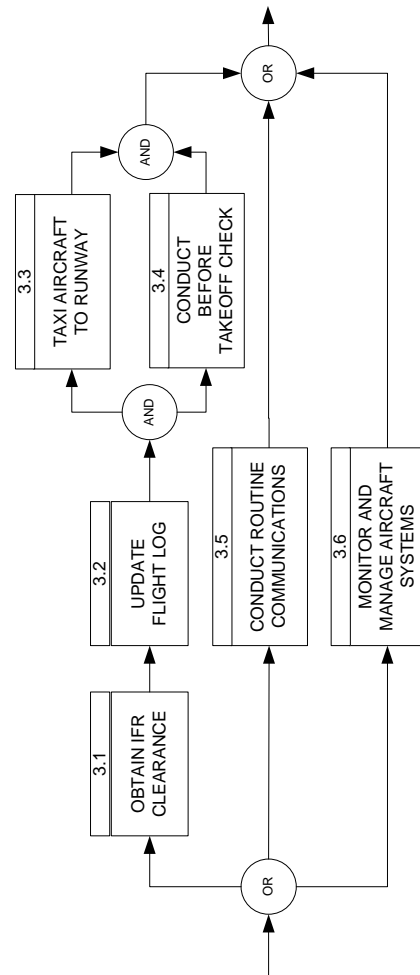 OR
3.1
OBTAIN IFR
CLEARANCE
3.2
UPDATE
FLIGHT LOG
AND
3.3
TAXI AIRCRAFT
TO RUNWAY
3.4
CONDUCT
BEFORE
TAKEOFF CHECK
AND
3.5
CONDUCT ROUTINE
COMMUNICATIONS
3.6
MONITOR AND
MANAGE AIRCRAFT
SYSTEMS
OR